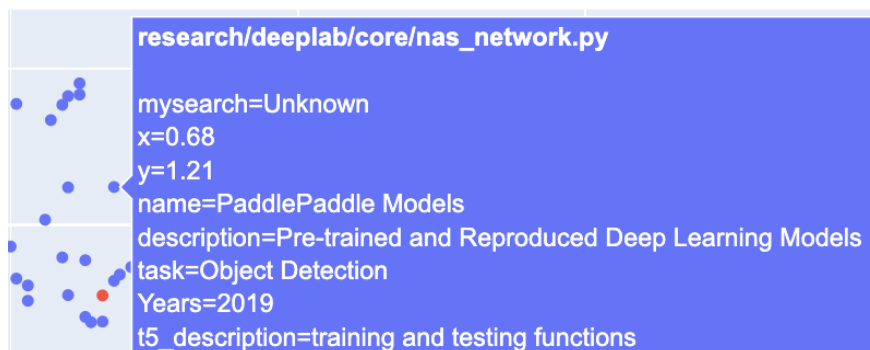 research/deeplab/core/nas_network.py
mysearch=Unknown
x=0.68
y=1.21
name=PaddlePaddle Models
description=Pre-trained and Reproduced Deep Learning Models
task=Object Detection
Years=2019
t5_description=training and testing functions